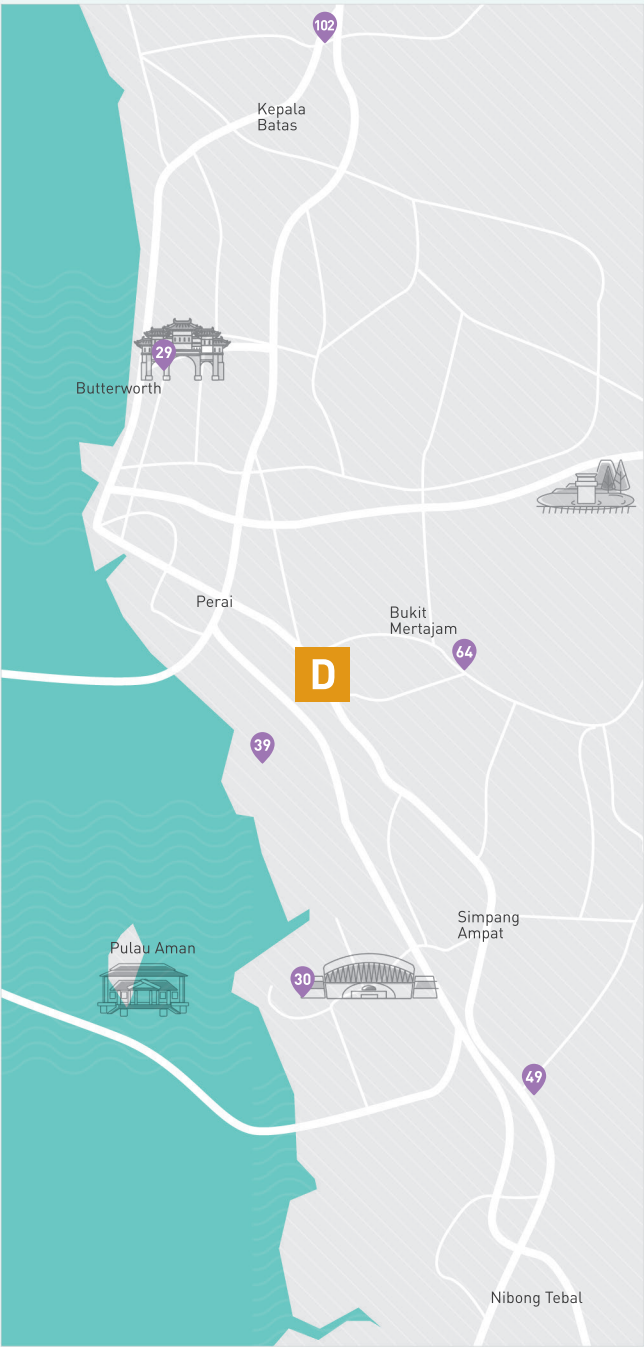 102
Kepala
Batas
29
Butterworth
Perai
Bukit
Mertajam
64
D
39
Simpang
Ampat
Pulau Aman
30
49
Nibong Tebal